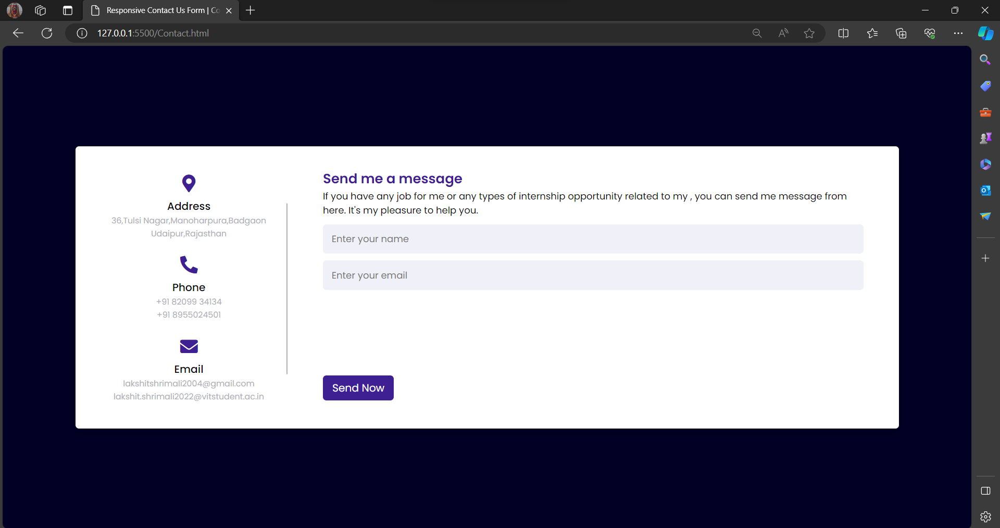 Responsive Contact Us Form | Co
127.0.0.1:5500/Contact.html
Address
36,Tulsi Nagar,Manoharpura,Badgaon
Udaipur,Rajasthan
Phone
+91 82099 34134
+91 8955024501
Email
lakshitshrimali2004@gmail.com
lakshit.shrimali2022@vitstudent.ac.in
Send me a message
If you have any job for me or any types of internship opportunity related to my , you can send me message from
here. It's my pleasure to help you.
Enter your name
Enter your email
Send Now